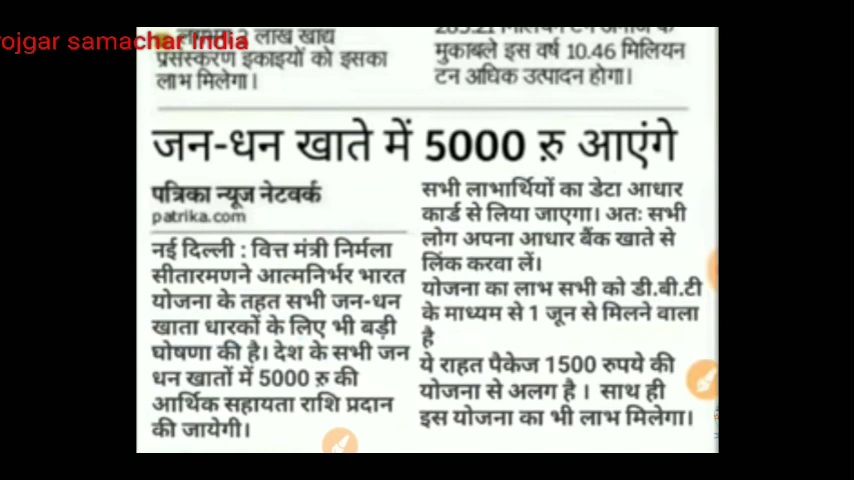 ojgar samachar India
लाख खाद्य
प्रसंस्करण इकाइयों को इसका
लाभ मिलेगा।
मुकाबले इस वर्ष 10.46 मिलियन
टन अधिक उत्पादन होगा।
जन-धन खाते में 5000 रु आएंगे
पत्रिका न्यूज नेटवर्क
patrika.com
नई दिल्ली : वित्त मंत्री निर्मला
सीतारमणने आत्मनिर्भर भारत
योजना के तहत सभी जन-धन
खाता धारकों के लिए भी बड़ी
घोषणा की है। देश के सभी जन
धन खातों में 5000 रु की
आर्थिक सहायता राशि प्रदान
की जायेगी।
सभी लाभार्थियों का डेटा आधार
कार्ड से लिया जाएगा। अतः सभी
लोग अपना आधार बैंक खाते से
लिंक करवा लें।
योजना का लाभ सभी को डी.बी.टी
के माध्यम से 1 जून से मिलने वाला
है
ये राहत पैकेज 1500 रुपये की
योजना से अलग है । साथ ही
इस योजना का भी लाभ मिलेगा।